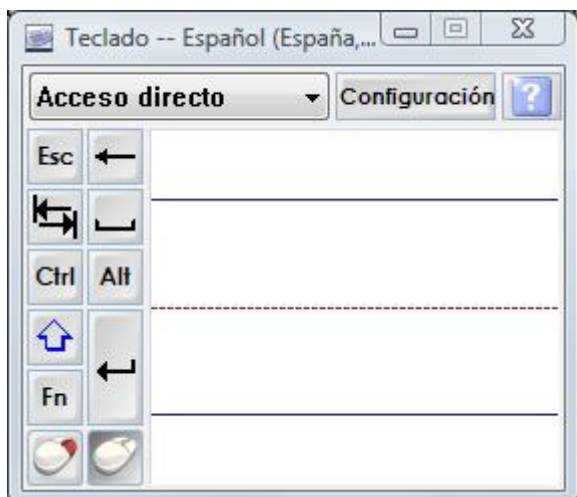 Teclado -- Español (España,...
Acceso directo Configuración ?
Esc
Ctrl Alt
Fn